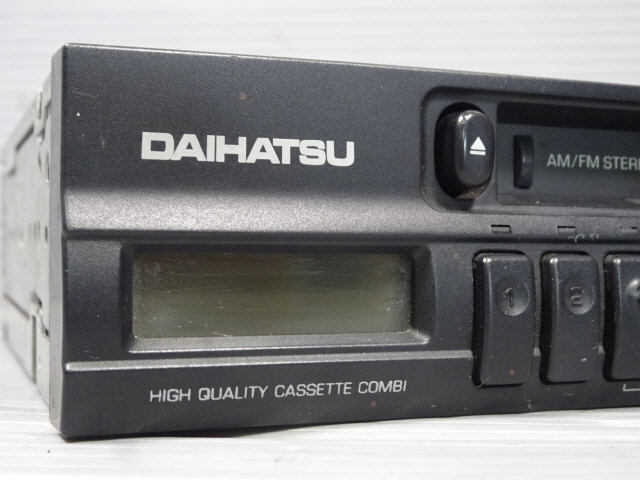 DAIHATSU
AM/FM STERE
1
2
HIGH QUALITY CASSETTE COMBI